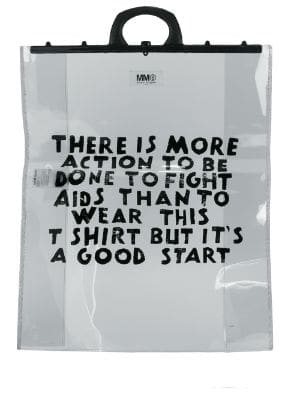 MM6
THERE IS MORE
ACTION TO BE
DONE TO FIGHT
AIDS THAN TO
WEAR THIS
T SHIRT BUT IT'S
A GOOD START